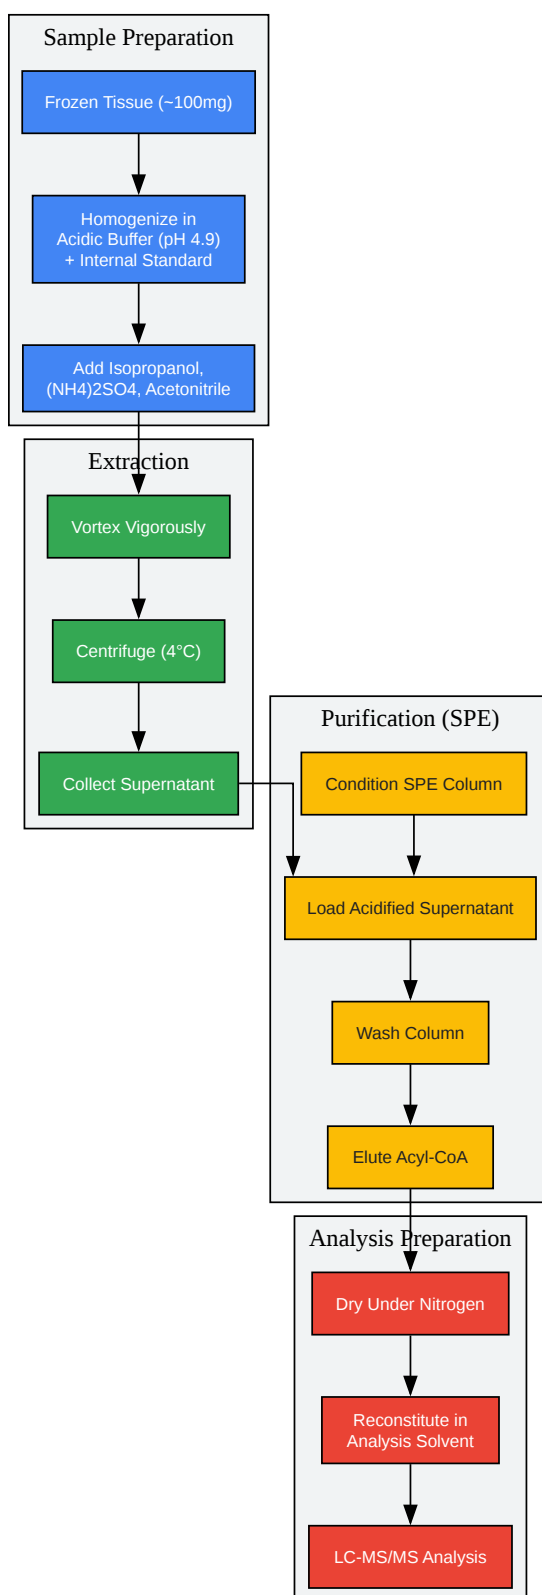 Sample Preparation
Frozen Tissue (~100mg)
Homogenize in
Acidic Buffer (pH 4.9)
+ Internal Standard
Add Isopropanol,
(NH4)2SO4, Acetonitrile
Extraction
Vortex Vigorously
Centrifuge (4°C)
Collect Supernatant
Purification (SPE)
Condition SPE Column
Load Acidified Supernatant
Wash Column
Elute Acyl-CoA
Analysis Preparation
Dry Under Nitrogen
Reconstitute in
Analysis Solvent
LC-MS/MS Analysis